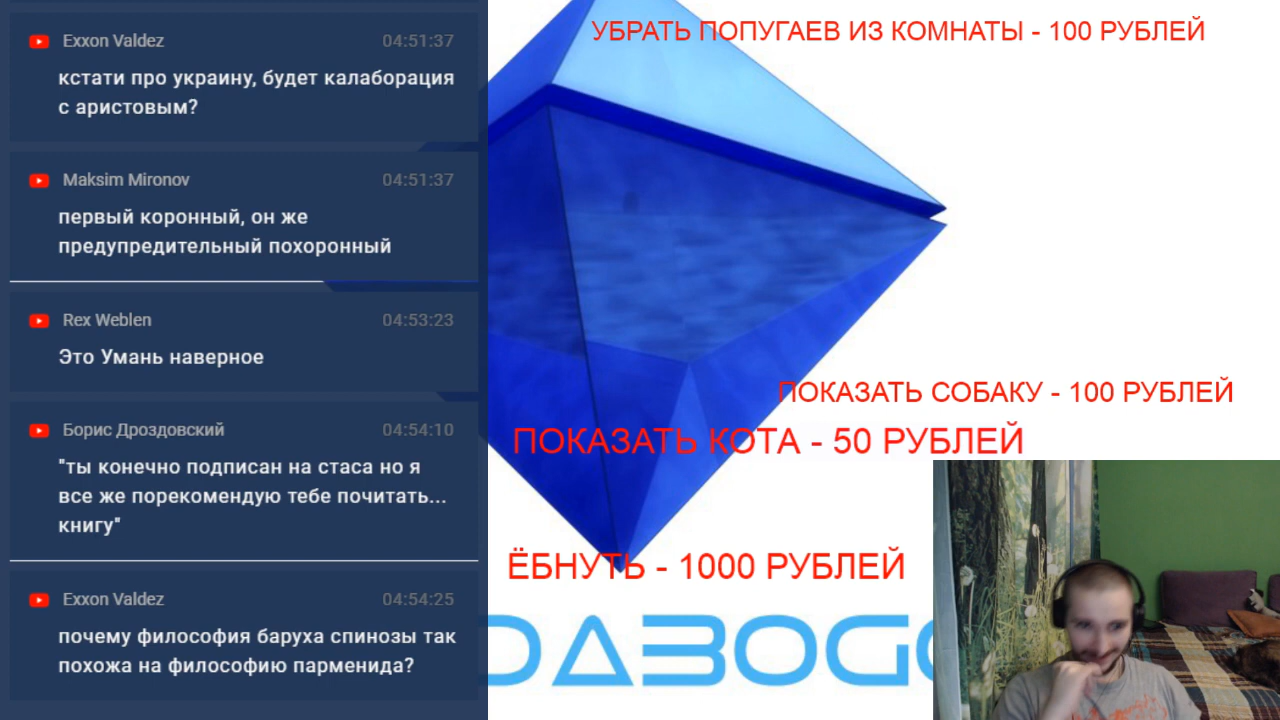 Exxon Valdez 04:51:37
кстати про украину, будет калаборация
с аристовым?
Maksim Mironov 04:51:37
первый коронный, он же
предупредительный похоронный
Rex Weblen 04:53:23
Это Умань наверное
Борис Дроздовский 04:54:10
"ты конечно подписан на стаса но я
все же порекомендую тебе почитать...
книгу"
Exxon Valdez 04:54:25
почему философия баруха спинозы так
похожа на философию парменида?
УБРАТЬ ПОПУГАЕВ ИЗ КОМНАТЫ - 100 РУБЛЕЙ
ПОКАЗАТЬ СОБАКУ - 100 РУБЛЕЙ
ПОКАЗАТЬ КОТА - 50 РУБЛЕЙ
ЁБНУТЬ - 1000 РУБЛЕЙ